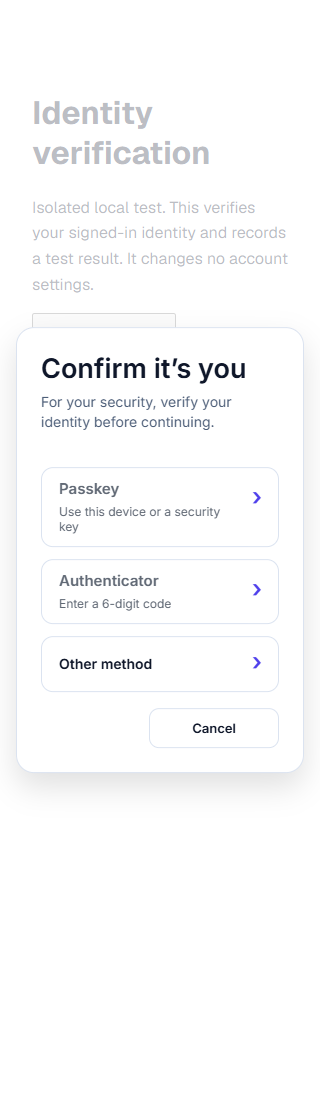 Identity
verification
Isolated local test. This verifies
your signed-in identity and records
a test result. It changes no account
settings.
Confirm it’s you
For your security, verify your
identity before continuing.
Passkey
Use this device or a security
key
Authenticator
Enter a 6-digit code
Other method
Cancel